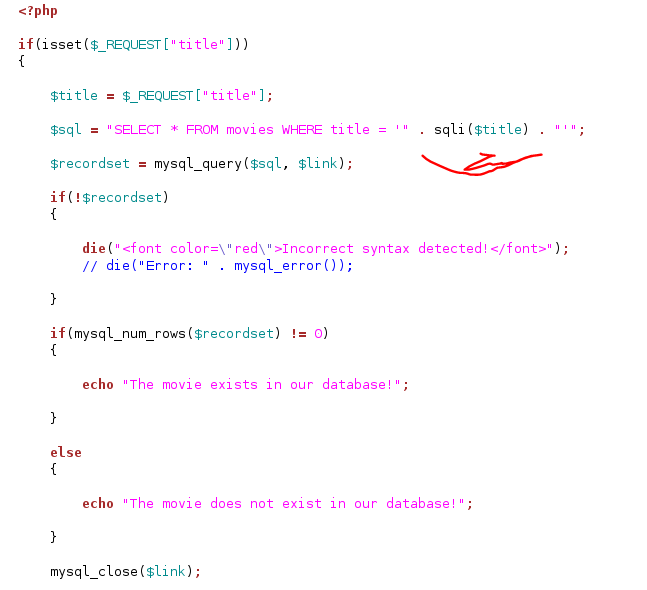 <?php
if(isset($_REQUEST["title"]))
{
$title = $_REQUEST["title"];
$sql = "SELECT * FROM movies WHERE title = '" . sqli($title) . "'";
$recordset = mysql_query($sql, $link);
if(!$recordset)
{
die("<font color=\"red\">Incorrect syntax detected!</font>");
// die("Error: " . mysql_error());
}
if(mysql_num_rows($recordset) != 0)
{
echo "The movie exists in our database!";
}
else
{
echo "The movie does not exist in our database!";
}
mysql_close($link);